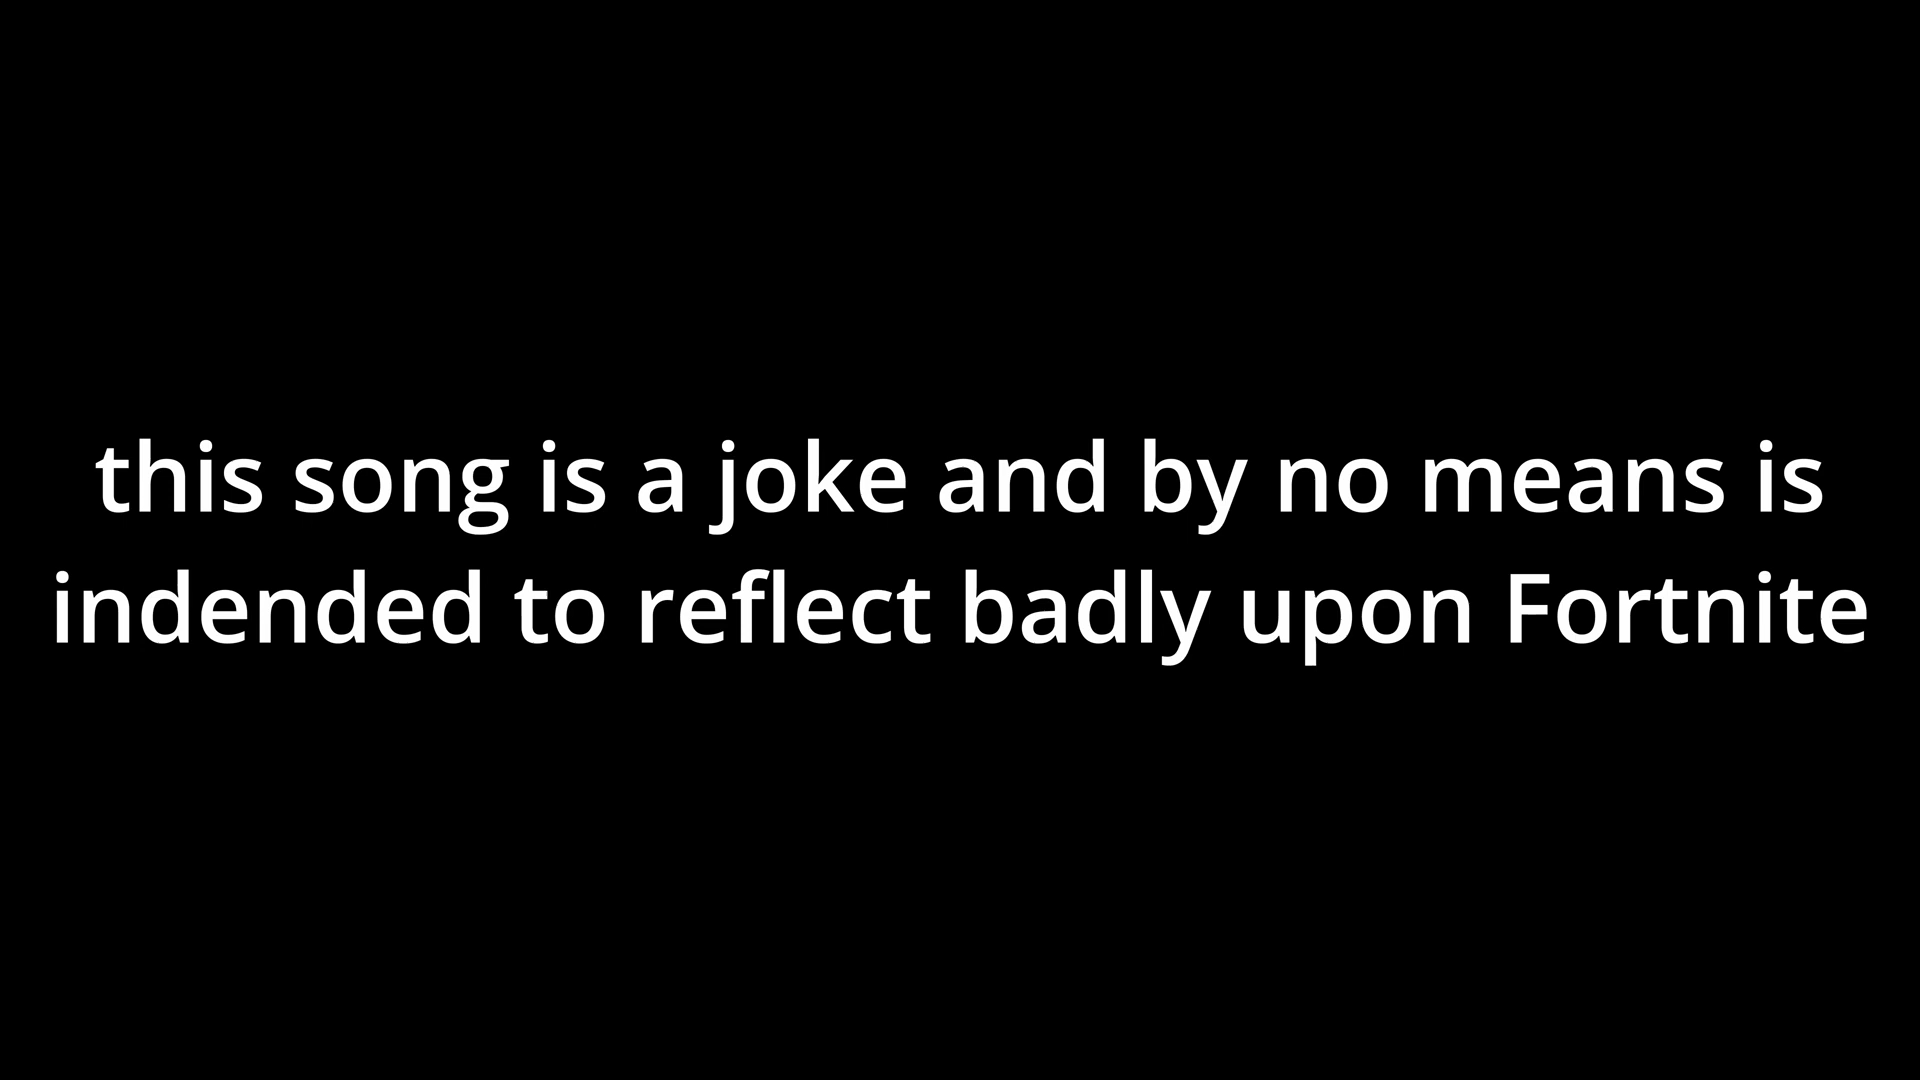 this song is a joke and by no means is
indended to reflect badly upon Fortnite